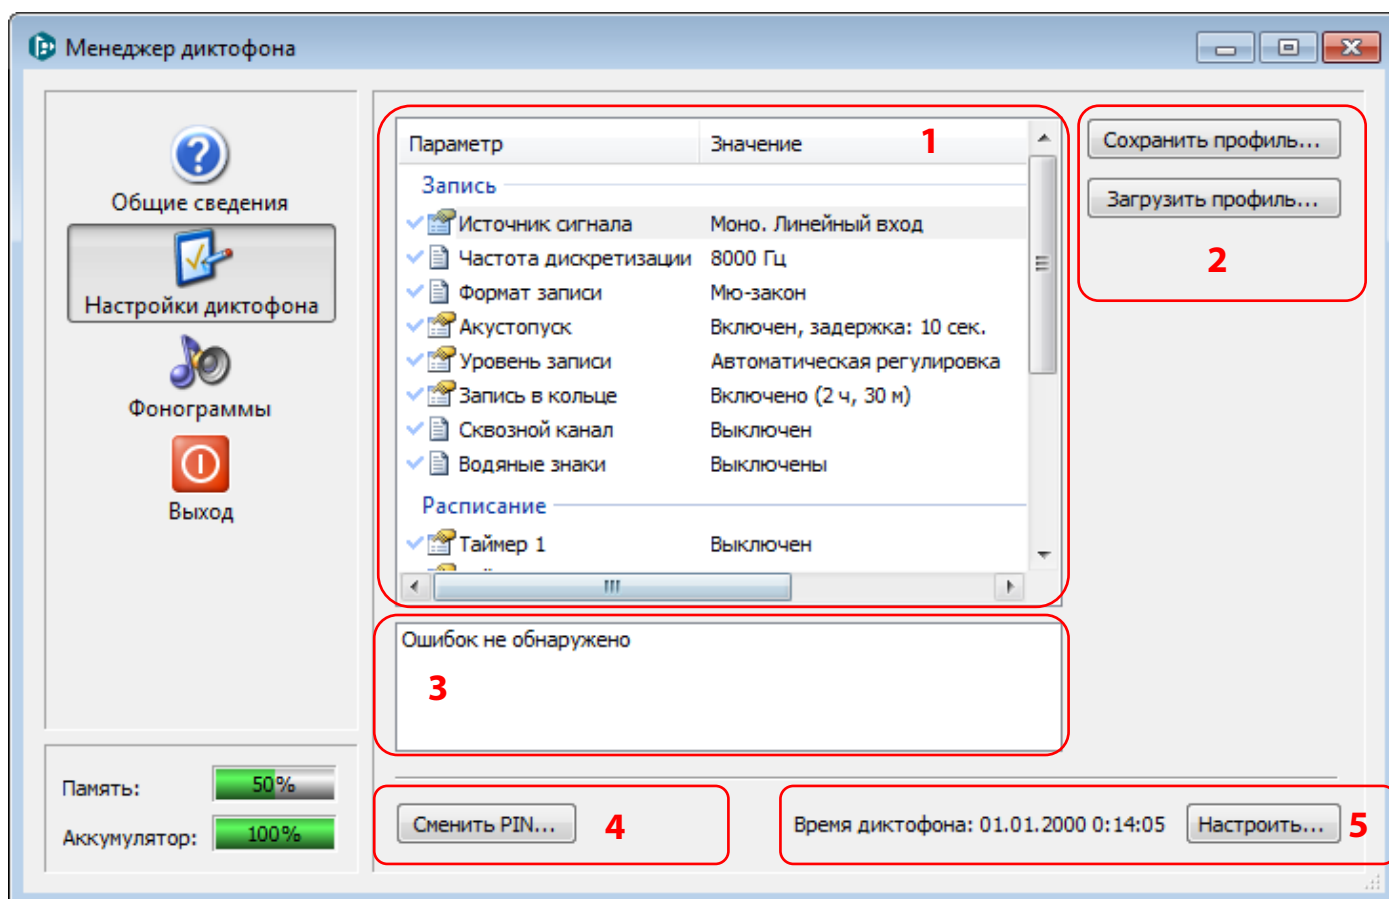 Менеджер диктофона
Общие сведения
Настройки диктофона
Фонограммы
Выход
Память: 50%
Аккумулятор: 100%
Параметр Значение 1
Запись
Источник сигнала Моно. Линейный вход
Частота дискретизации 8000 Гц
Формат записи Мю-закон
Акустопуск Включен, задержка: 10 сек.
Уровень записи Автоматическая регулировка
Запись в кольце Включено (2 ч, 30 м)
Сквозной канал Выключен
Водяные знаки Выключены
Расписание
Таймер 1 Выключен
Сохранить профиль...
Загрузить профиль...
2
Ошибок не обнаружено
3
Сменить PIN... 4
Время диктофона: 01.01.2000 0:14:05 Настроить... 5